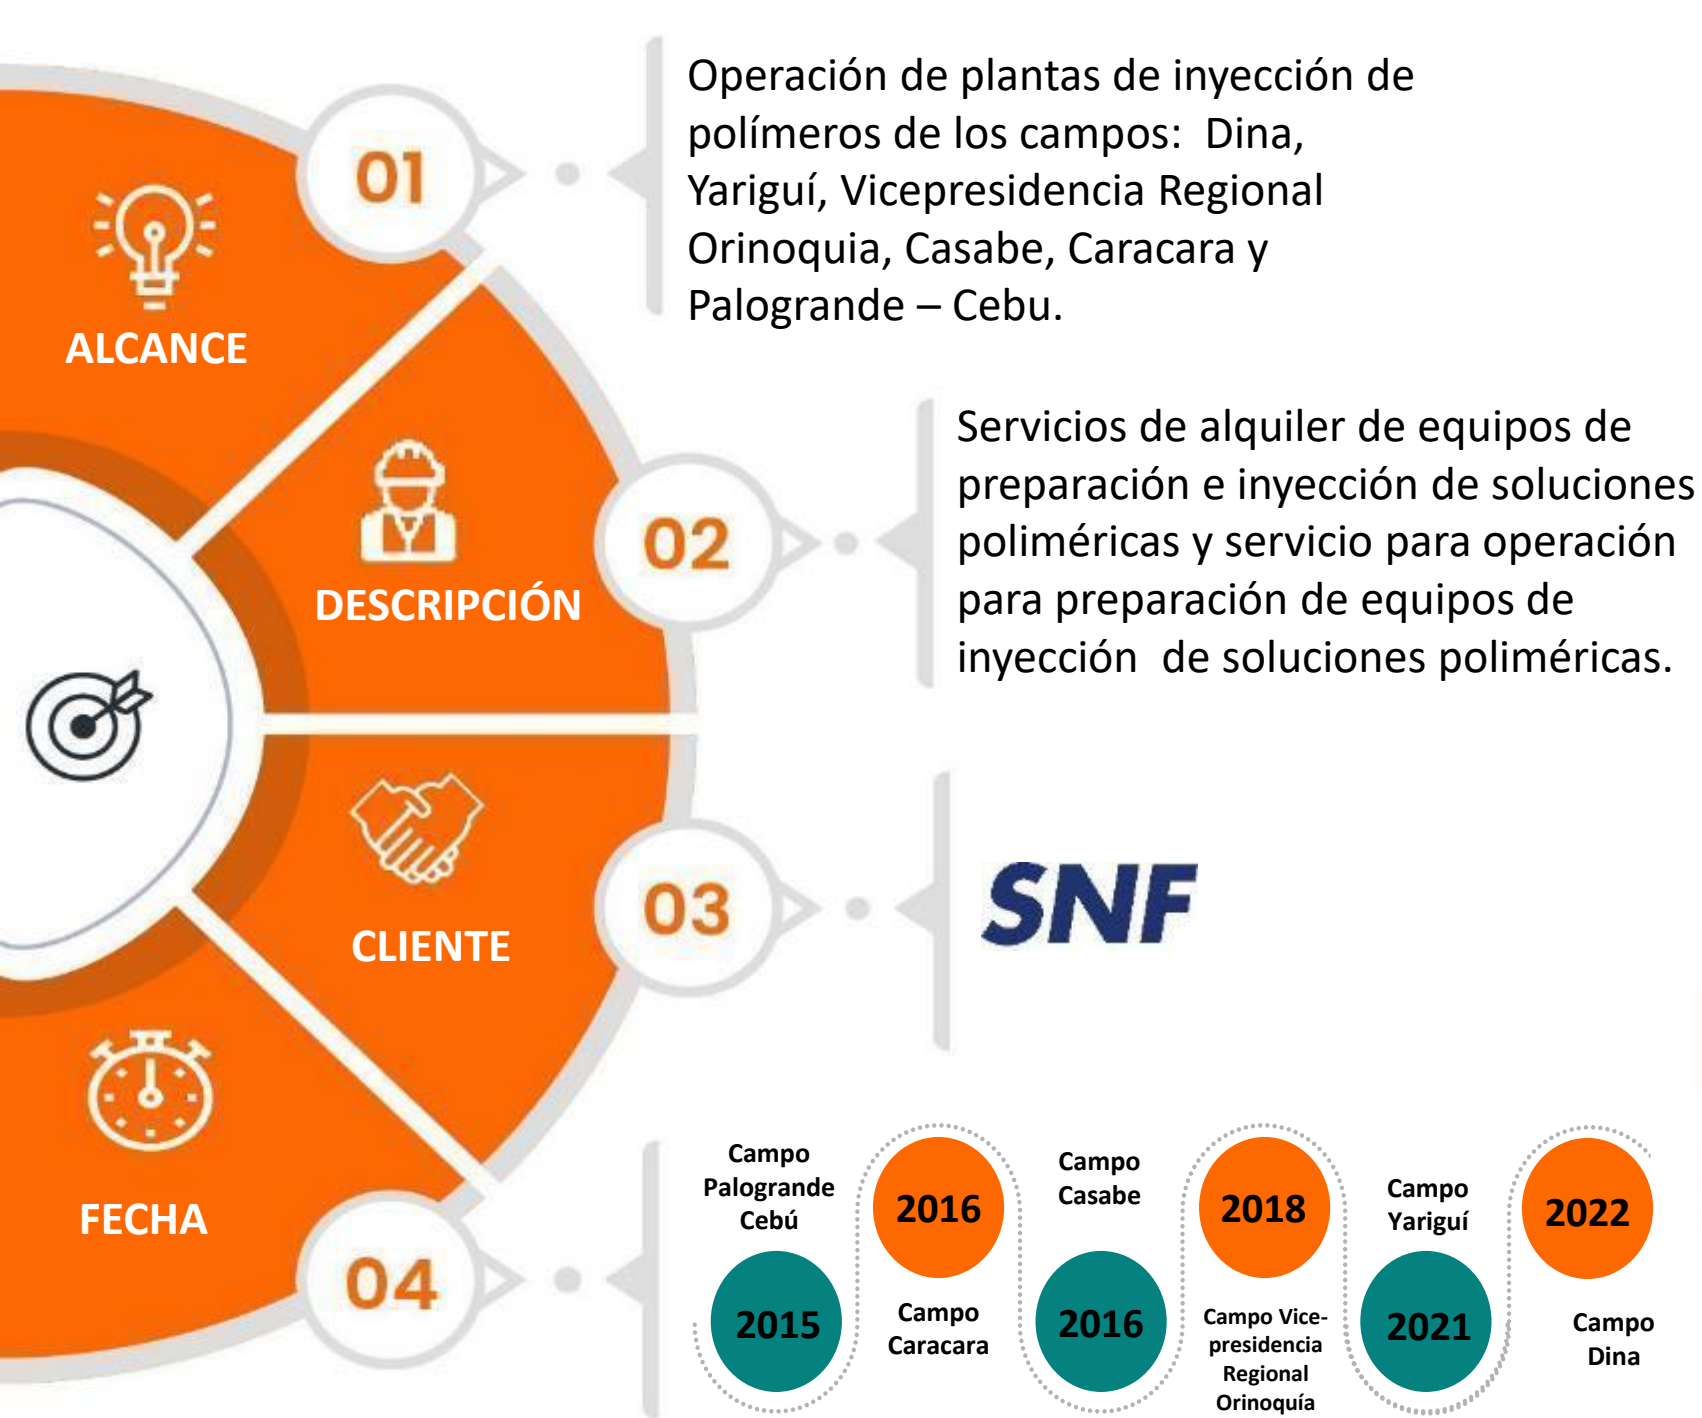 01
ALCANCE
Operación de plantas de inyección de
polímeros de los campos:  Dina,
Yariguí, Vicepresidencia Regional
Orinoquia, Casabe, Caracara y
Palogrande – Cebu.
02
DESCRIPCIÓN
Servicios de alquiler de equipos de
preparación e inyección de soluciones
poliméricas y servicio para operación
para preparación de equipos de
inyección  de soluciones poliméricas.
03
CLIENTE
SNF
04
FECHA
Campo
Palogrande
Cebú
2015
2016
Campo
Caracara
Campo
Casabe
2016
2018
Campo Vice-
presidencia
Regional
Orinoquía
Campo
Yariguí
2021
2022
Campo
Dina